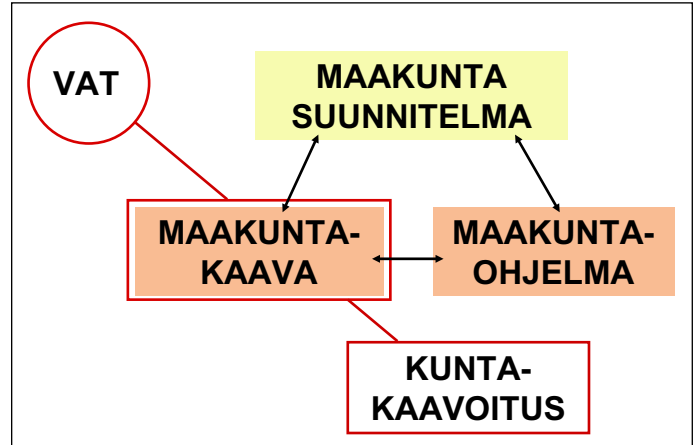 VAT
MAAKUNTA
SUUNNITELMA
MAAKUNTA-
KAAVA
MAAKUNTA-
OHJELMA
KUNTA-
KAAVOITUS